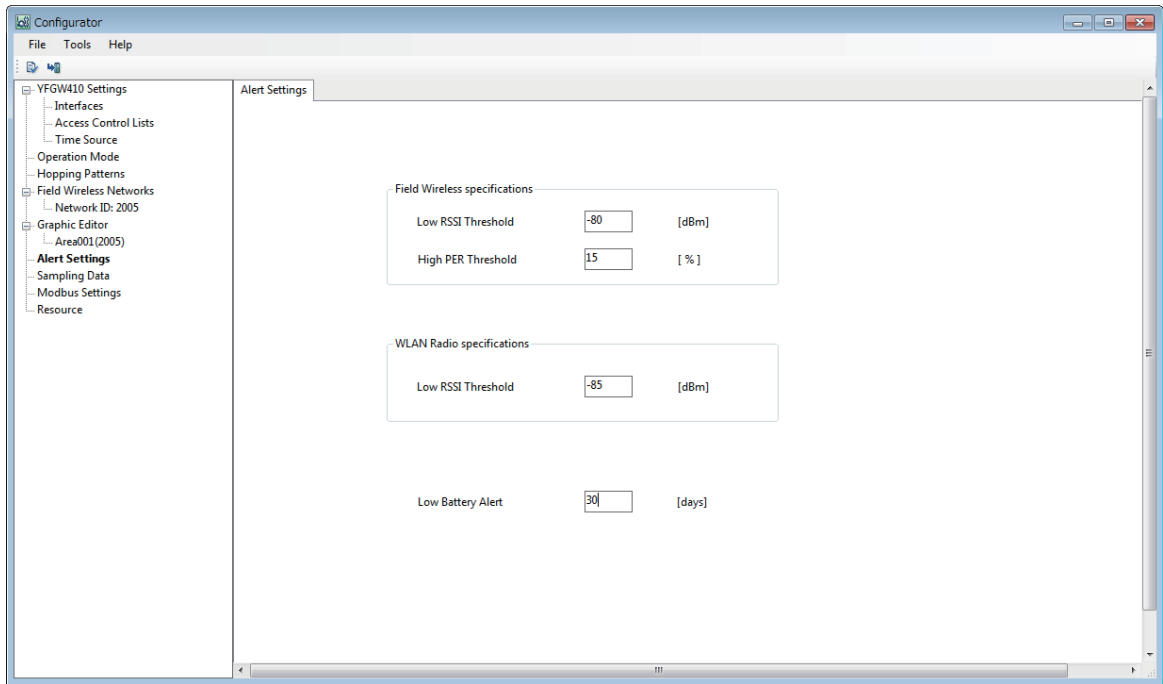 Configurator
File Tools Help
YFGW410 Settings
Interfaces
Access Control Lists
Time Source
Operation Mode
Hopping Patterns
Field Wireless Networks
Network ID: 2005
Graphic Editor
Area001(2005)
Alert Settings
Sampling Data
Modbus Settings
Resource
Alert Settings
Field Wireless specifications
Low RSSI Threshold -80 [dBm]
High PER Threshold 15 [ % ]
WLAN Radio specifications
Low RSSI Threshold -85 [dBm]
Low Battery Alert 30 [days]